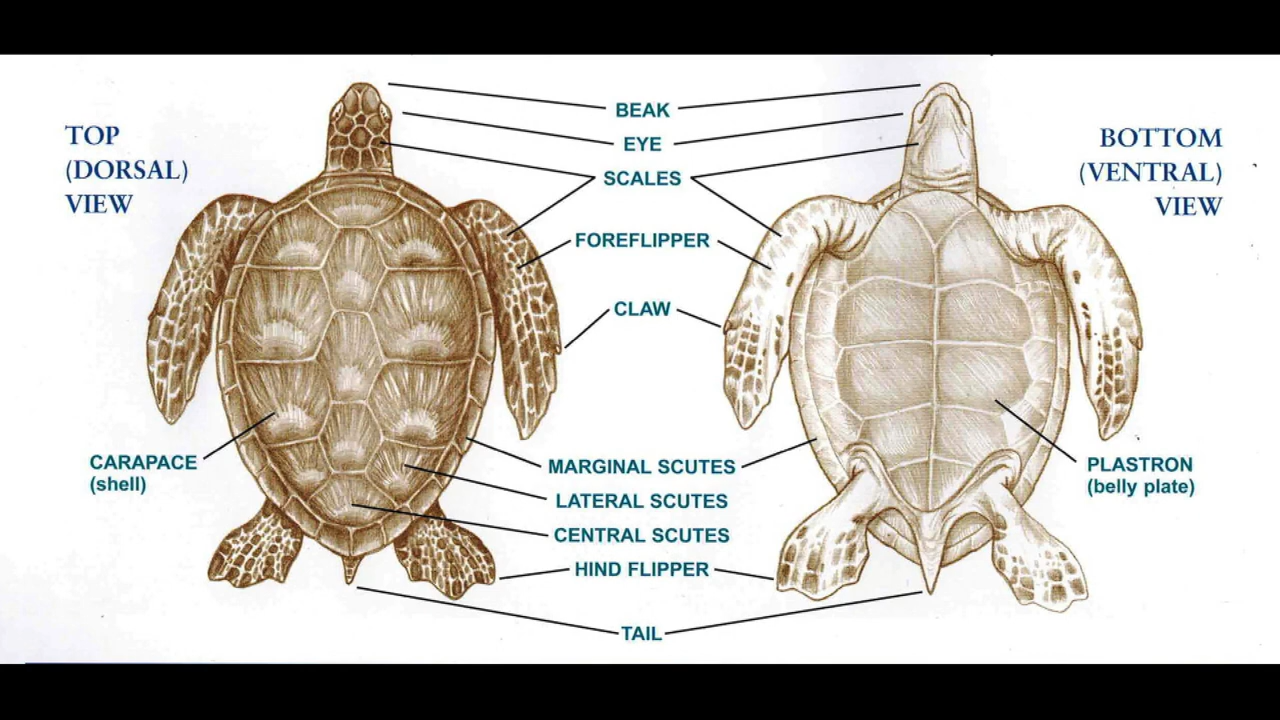 TOP
(DORSAL)
VIEW
BEAK
EYE
SCALES
FOREFLIPPER
CLAW
BOTTOM
(VENTRAL)
VIEW
CARAPACE
(shell)
MARGINAL SCUTES
LATERAL SCUTES
CENTRAL SCUTES
HIND FLIPPER
TAIL
PLASTRON
(belly plate)